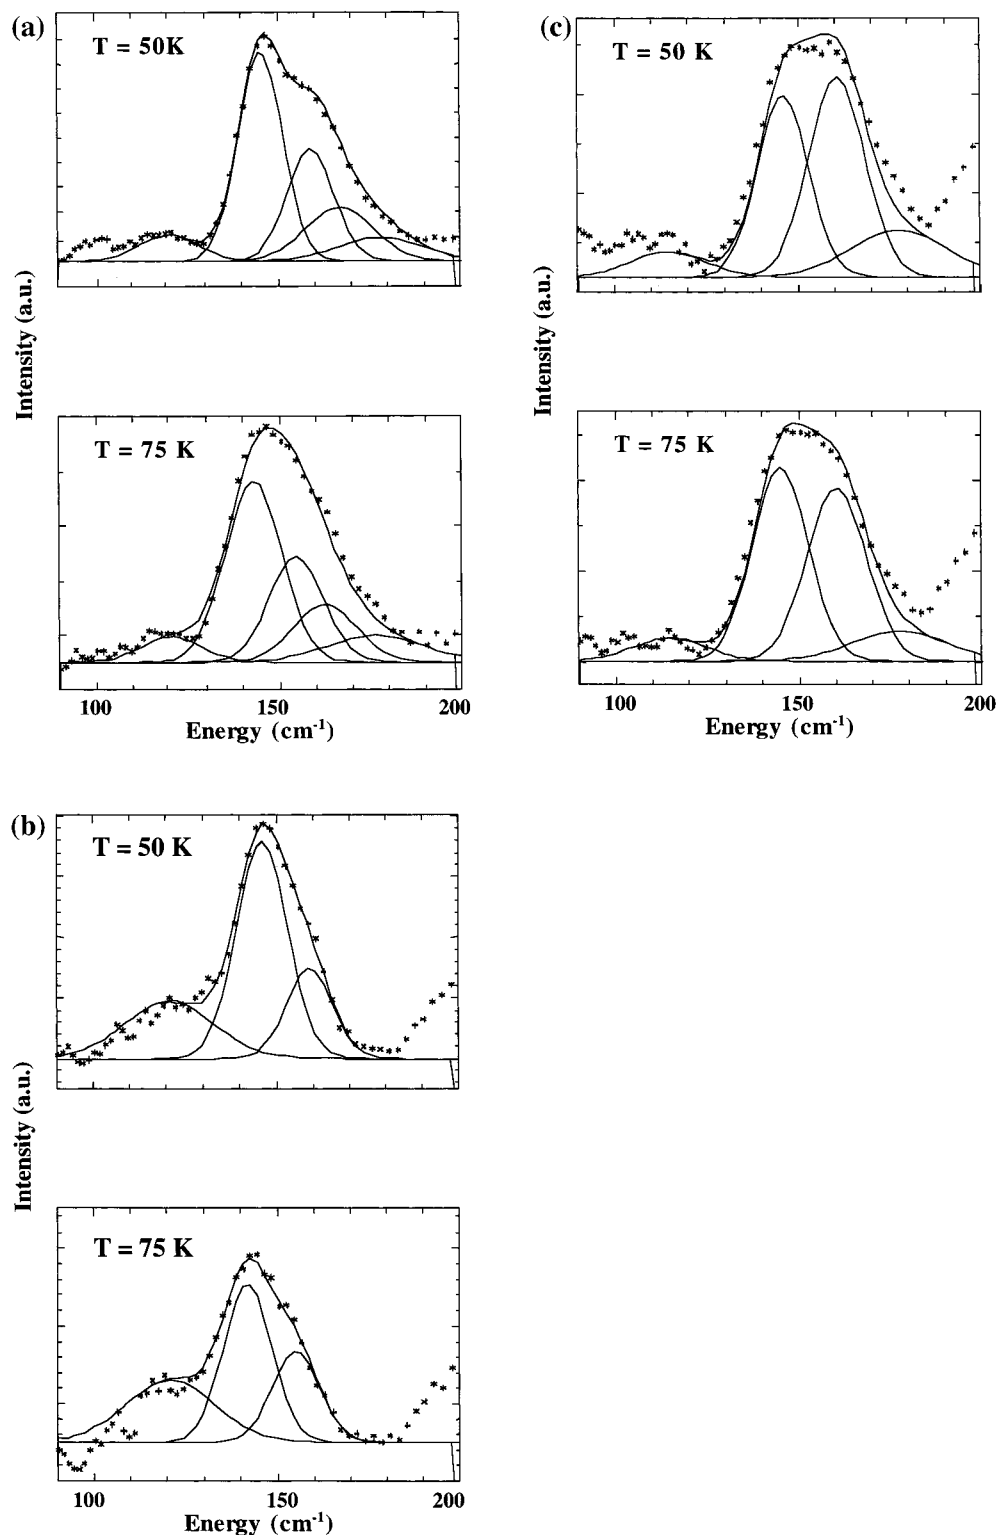 (a)
T = 50K
Intensity (a.u.)
T = 75 K
100
150
200
Energy (cm⁻¹)
(b)
T = 50 K
Intensity (a.u.)
T = 75 K
100
150
200
Energy (cm⁻¹)
(c)
T = 50 K
Intensity (a.u.)
T = 75 K
100
150
200
Energy (cm⁻¹)